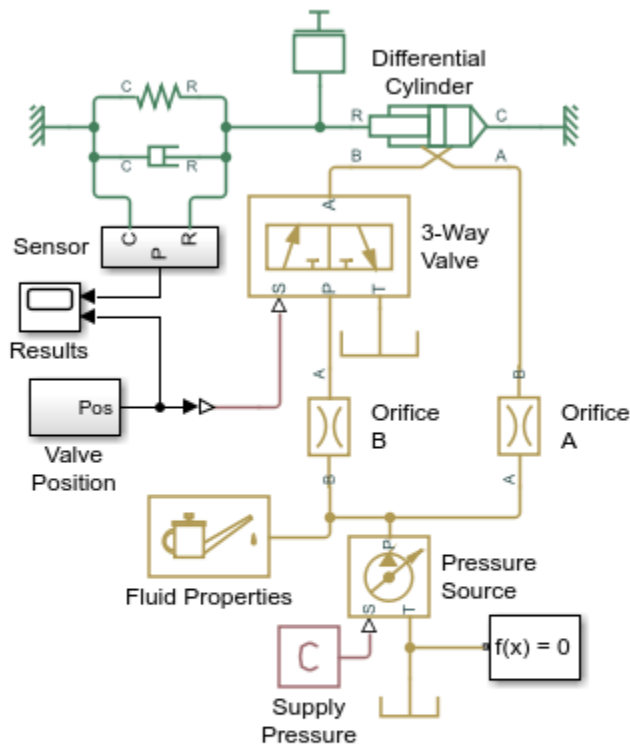 Differential
Cylinder
C R
R C
C R
B A
C P R
Sensor
A
3-Way
Valve
S P T
Results
Pos
Valve
Position
A
B
Orifice
B
Orifice
A
B
A
Fluid Properties
P
Pressure
Source
S T
C
Supply
Pressure
f(x) = 0